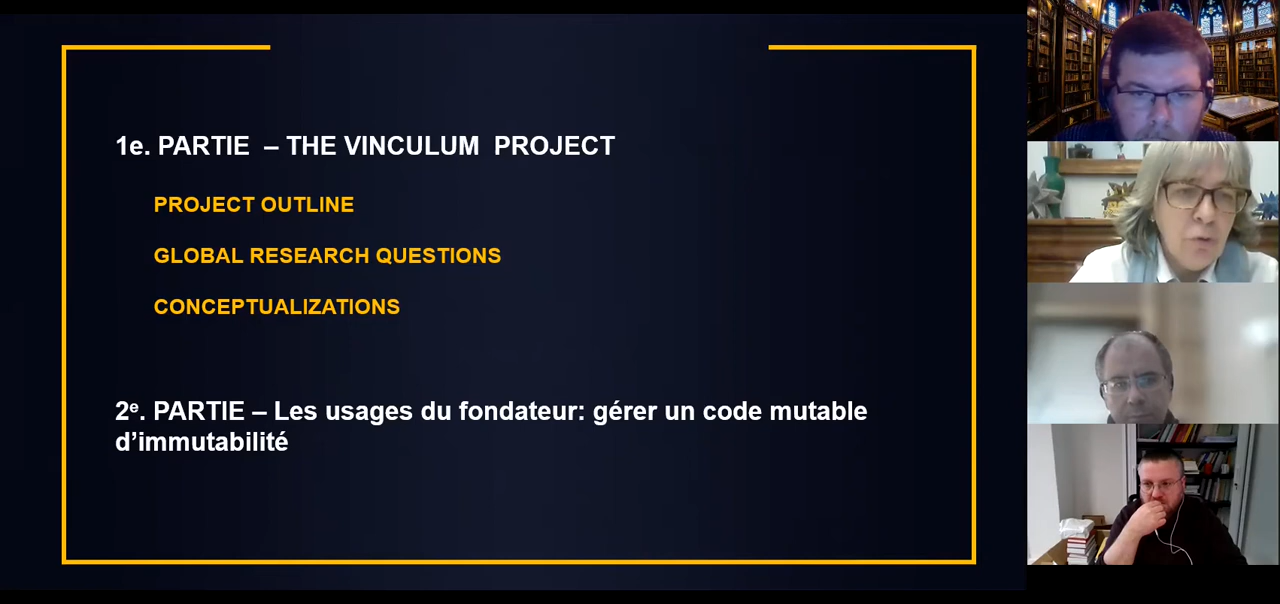 1e. PARTIE – THE VINCULUM PROJECT
PROJECT OUTLINE
GLOBAL RESEARCH QUESTIONS
CONCEPTUALIZATIONS
2ᵉ. PARTIE – Les usages du fondateur: gérer un code mutable
d’immutabilité